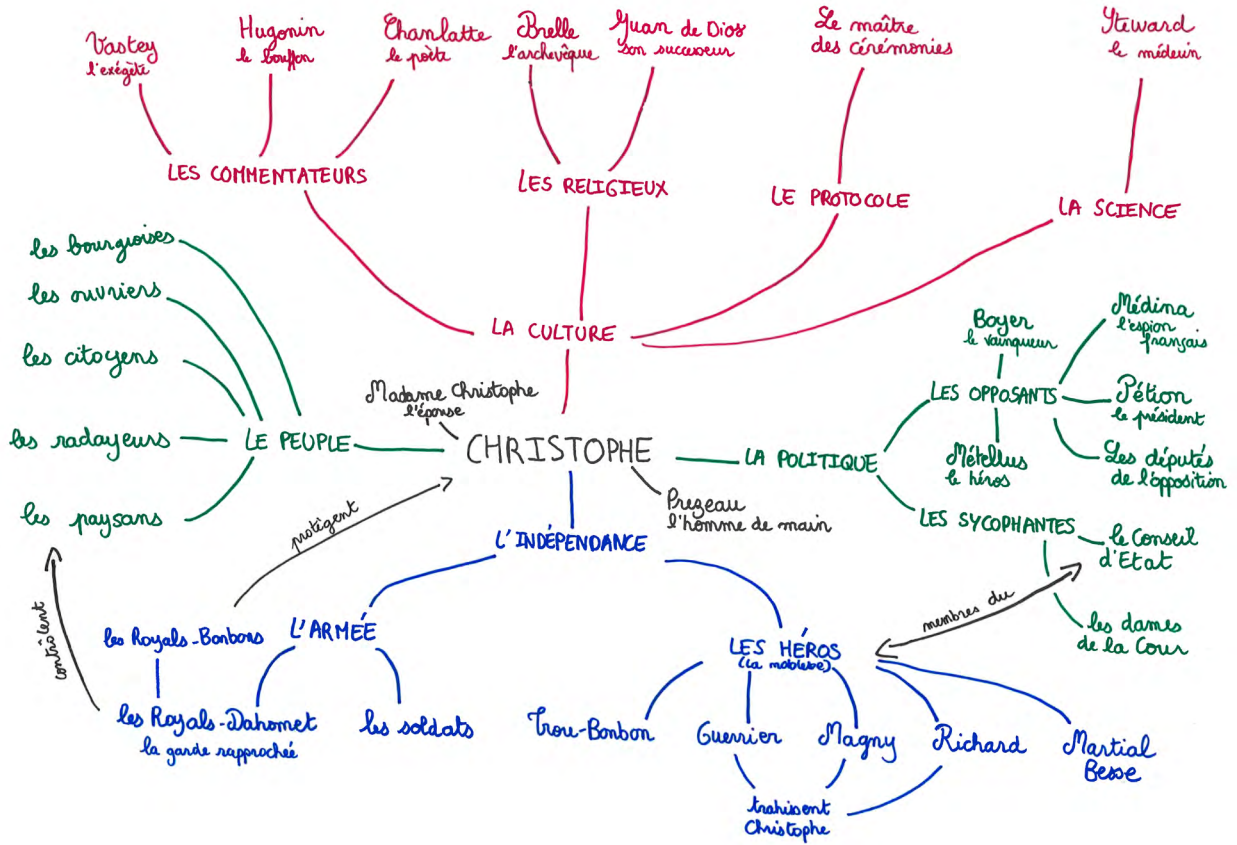 Vastey
l'exégète
Hugonin
le bouffon
Chanlatte
le poète
Brelle
l'archevêque
Juan de Dios
son successeur
Le maître
des cérémonies
Steward
le médecin
LES COMMENTATEURS
LES RELIGIEUX
LE PROTOCOLE
LA SCIENCE
LA CULTURE
les bourgeoises
les ouvriers
les citoyens
les radayeurs
les paysans
LE PEUPLE
Madame Christophe
l'épouse
CHRISTOPHE
Prezeau
l'homme de main
LA POLITIQUE
LES OPPOSANTS
Boyer
le vainqueur
Médina
l'espion
français
Pétion
le président
Métellus
le héros
Les députés
de l'opposition
LES SYCOPHANTES
le Conseil
d'Etat
les dames
de la Cour
membres du
protègent
contrôlent
L'INDÉPENDANCE
L'ARMÉE
les Royals-Bonbons
les Royals-Dahomet
la garde rapprocheé
les soldats
LES HÉROS
(la noblesse)
Trou-Bonbon
Guerrier
Magny
Richard
Martial
Besse
trahissent
Christophe